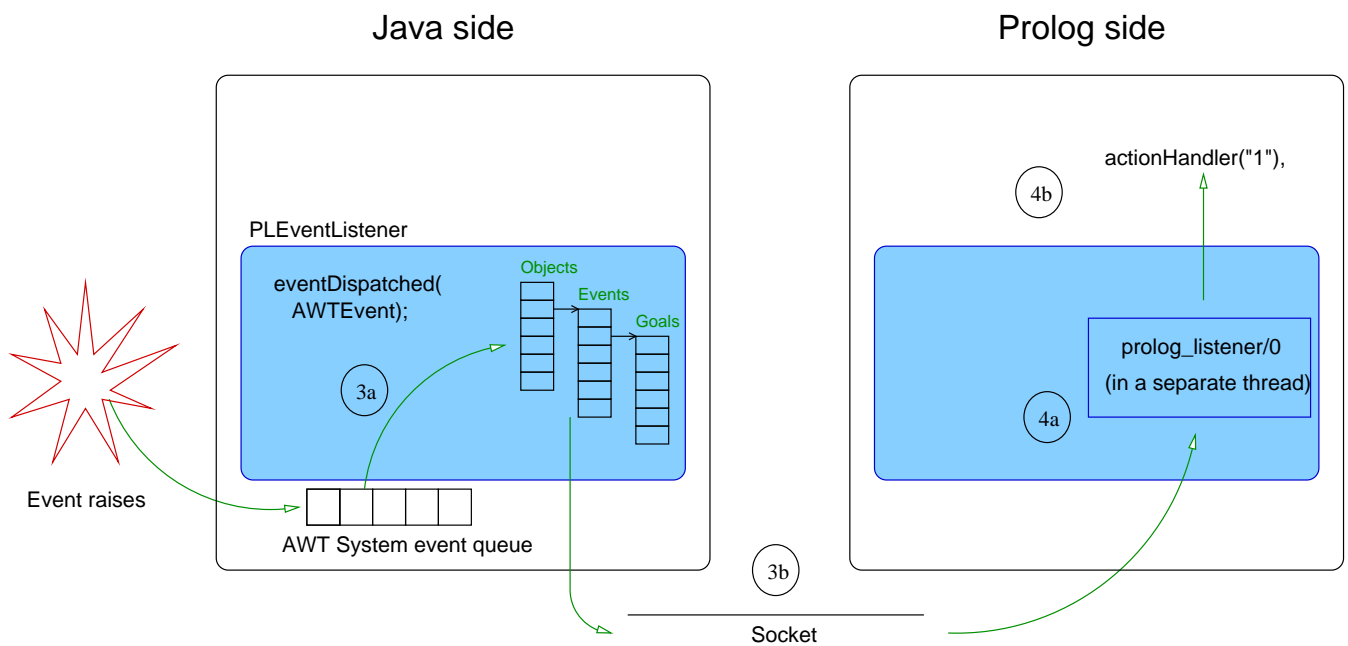 Java side
Prolog side
actionHandler("1"),
4b
PLEventListener
eventDispatched(
AWTEvent);
Objects
Events
Goals
prolog_listener/0
(in a separate thread)
3a
4a
Event raises
AWT System event queue
3b
Socket